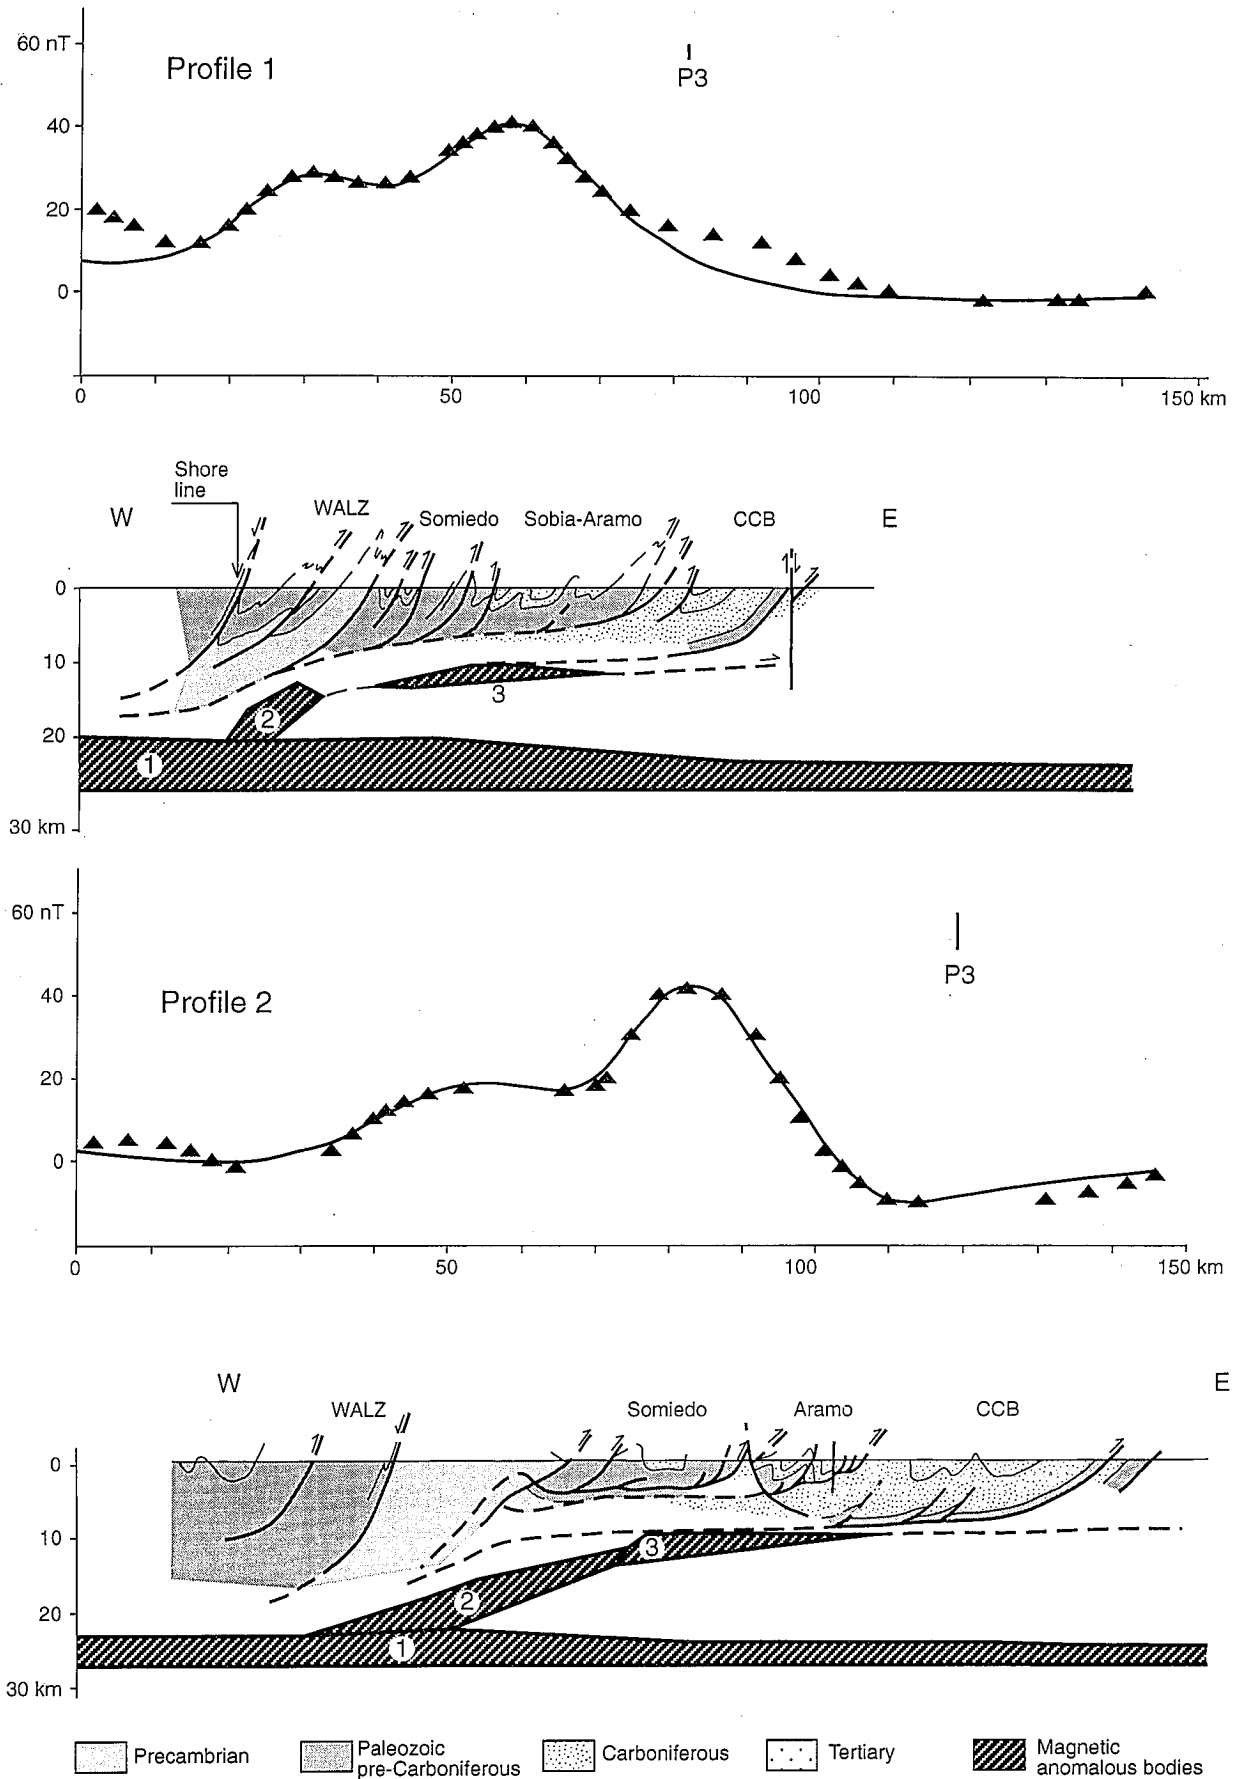 60 nT
Profile 1
P3
40
20
0
0 50 100 150 km
Shore
line
W WALZ Somiedo Sobia-Aramo CCB E
0
10
3
2
20
1
30 km
60 nT
P3
40
Profile 2
20
0
0 50 100 150 km
W E
WALZ Somiedo Aramo CCB
0
10
3
2
20
1
30 km
Precambrian
Paleozoic
pre-Carboniferous
Carboniferous
Tertiary
Magnetic
anomalous bodies